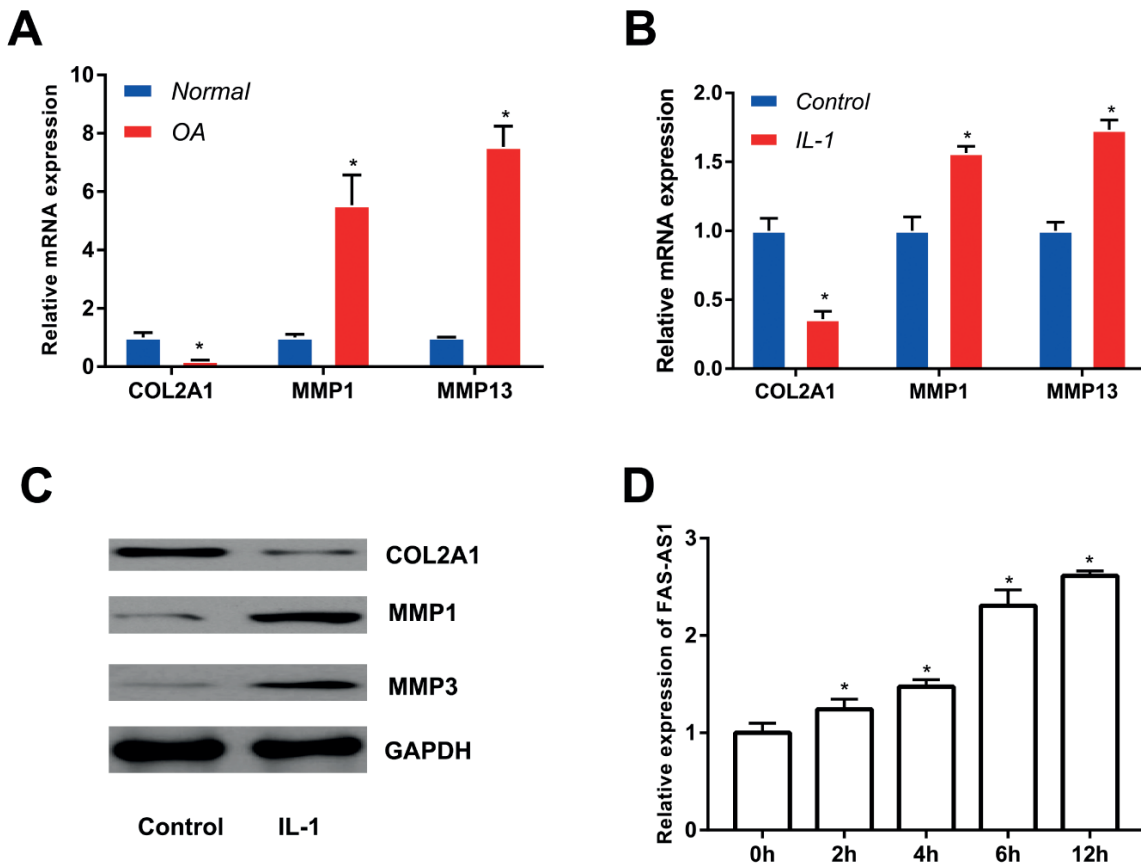 A
Relative mRNA expression
10
8
6
4
2
0
Normal
OA
*
*
*
COL2A1 MMP1 MMP13
B
Relative mRNA expression
2.0
1.5
1.0
0.5
0.0
Control
IL-1
*
*
*
COL2A1 MMP1 MMP13
C
COL2A1
MMP1
MMP3
GAPDH
Control IL-1
D
Relative expression of FAS-AS1
3
2
1
0
*
*
*
*
0h 2h 4h 6h 12h